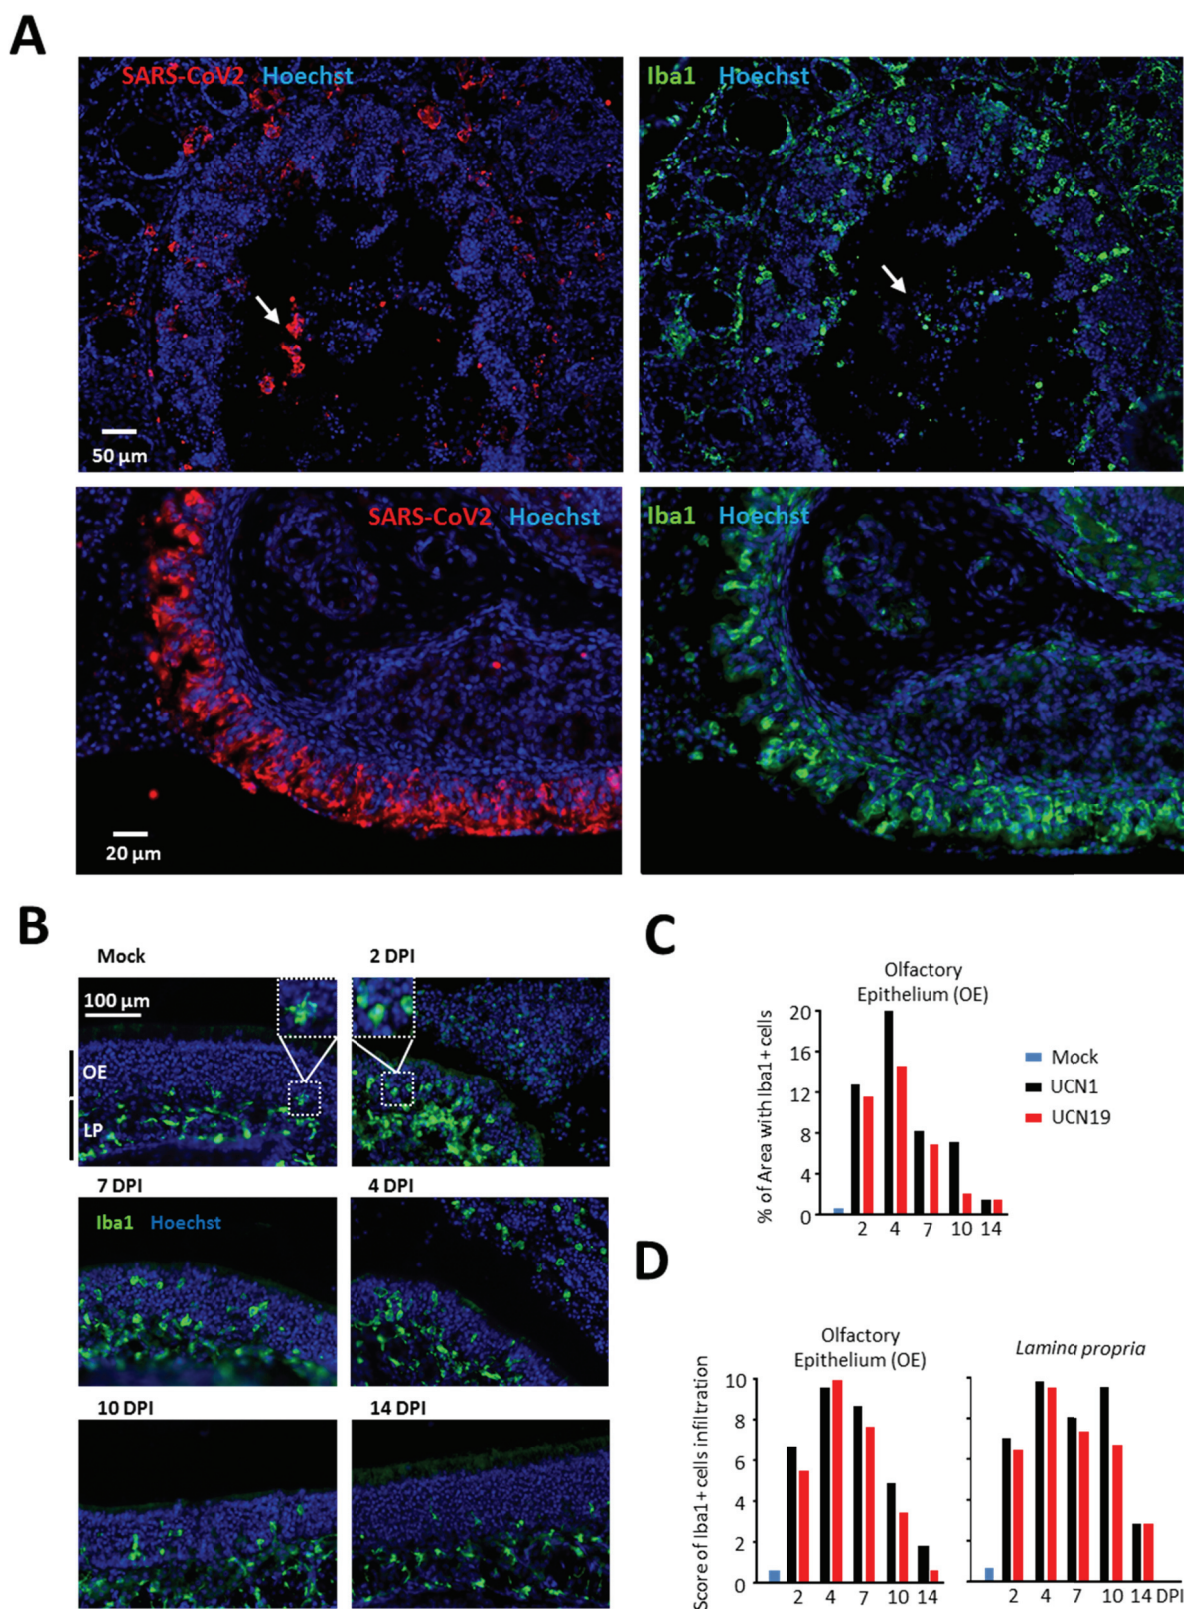 A
SARS-CoV2 Hoechst
Iba1 Hoechst
50 µm
SARS-CoV2 Hoechst
Iba1 Hoechst
20 µm
B
Mock
2 DPI
100 µm
OE
LP
7 DPI
4 DPI
Iba1 Hoechst
10 DPI
14 DPI
C
Olfactory
Epithelium (OE)
% of Area with Iba1+ cells
20
16
12
8
4
0
2 4 7 10 14
Mock
UCN1
UCN19
D
Olfactory
Epithelium (OE)
Score of Iba1+ cells infiltration
10
8
6
4
2
0
2 4 7 10 14
Lamina propria
2 4 7 10 14 DPI